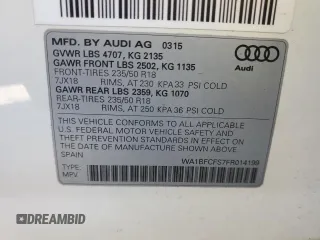 MFD. BY AUDI AG 0315
GVWR LBS 4707, KG 2135
GAWR FRONT LBS 2502, KG 1135
FRONT-TIRES 235/50 R18
7JX18 RIMS, AT 230 KPA 33 PSI COLD
GAWR REAR LBS 2359, KG 1070
REAR-TIRES 235/50 R18
7JX18 RIMS, AT 250 KPA 36 PSI COLD
THIS VEHICLE CONFORMS TO ALL
APPLICABLE FEDERAL MOTOR VEHICLE
SAFETY, BUMPER, AND THEFT PREVENTION
STANDARDS IN EFFECT ON THE DATE OF
MANUFACTURE SHOWN ABOVE
TYPE:
MPV
WA1BFCFS7FR014199
© AutoBidMaster